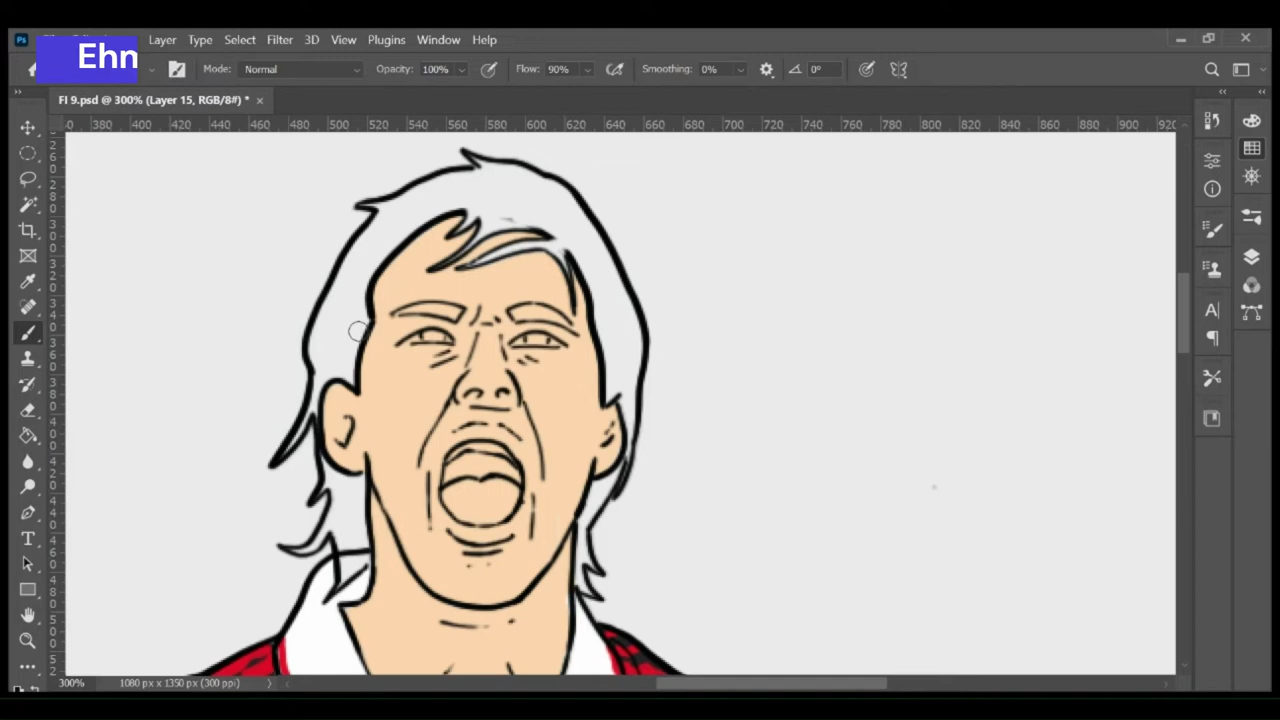 Ps Layer Type Select Filter 3D View Plugins Window Help
Ehn
Mode: Normal Opacity: 100% Flow: 90% Smoothing: 0% 0°
FI 9.psd @ 300% (Layer 15, RGB/8#) * ×
380 400 420 440 460 480 500 520 540 560 580 600 620 640 660 680 700 720 740 760 780 800 820 840 860 880 900 920
300% 1080 px x 1350 px (300 ppi)